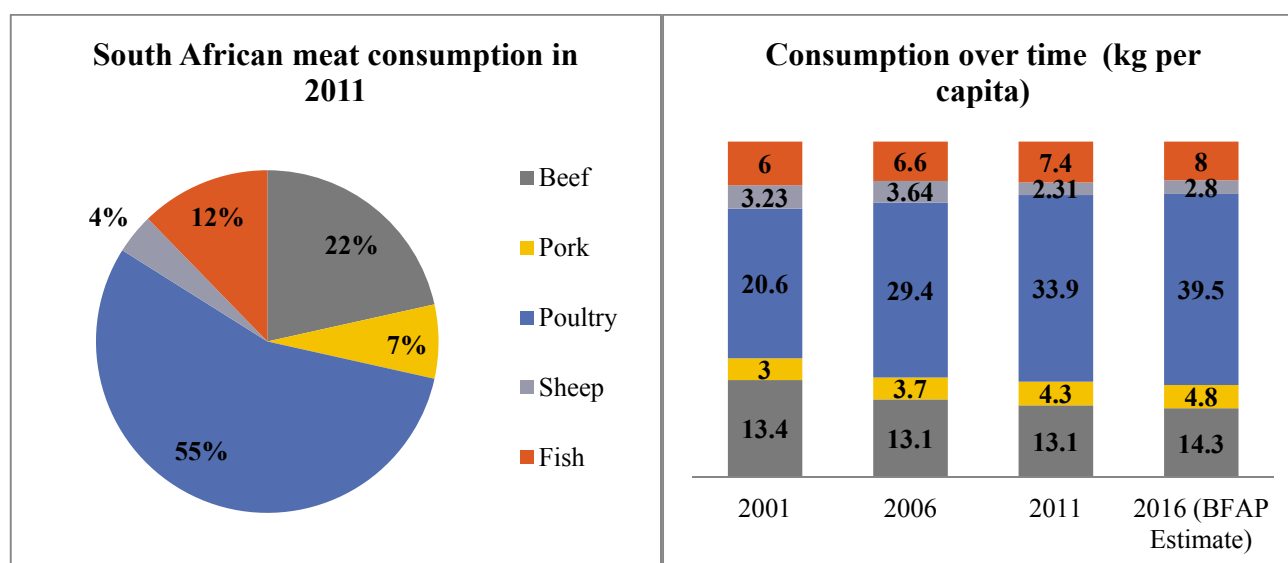 South African meat consumption in
2011
4%
12%
22%
7%
55%
Beef
Pork
Poultry
Sheep
Fish
Consumption over time (kg per
capita)
6 6.6 7.4 8
3.23 3.64 2.31 2.8
20.6 29.4 33.9 39.5
3 3.7 4.3 4.8
13.4 13.1 13.1 14.3
2001 2006 2011 2016 (BFAP
Estimate)